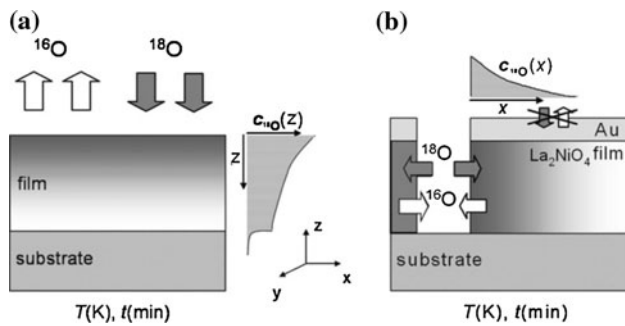 (a)
¹⁶O ¹⁸O
c₁₈O(z)
z
film
substrate
z
y x
T(K), t(min)
(b)
c₁₈O(x)
x
Au
La₂NiO₄ film
¹⁸O
¹⁶O
substrate
T(K), t(min)